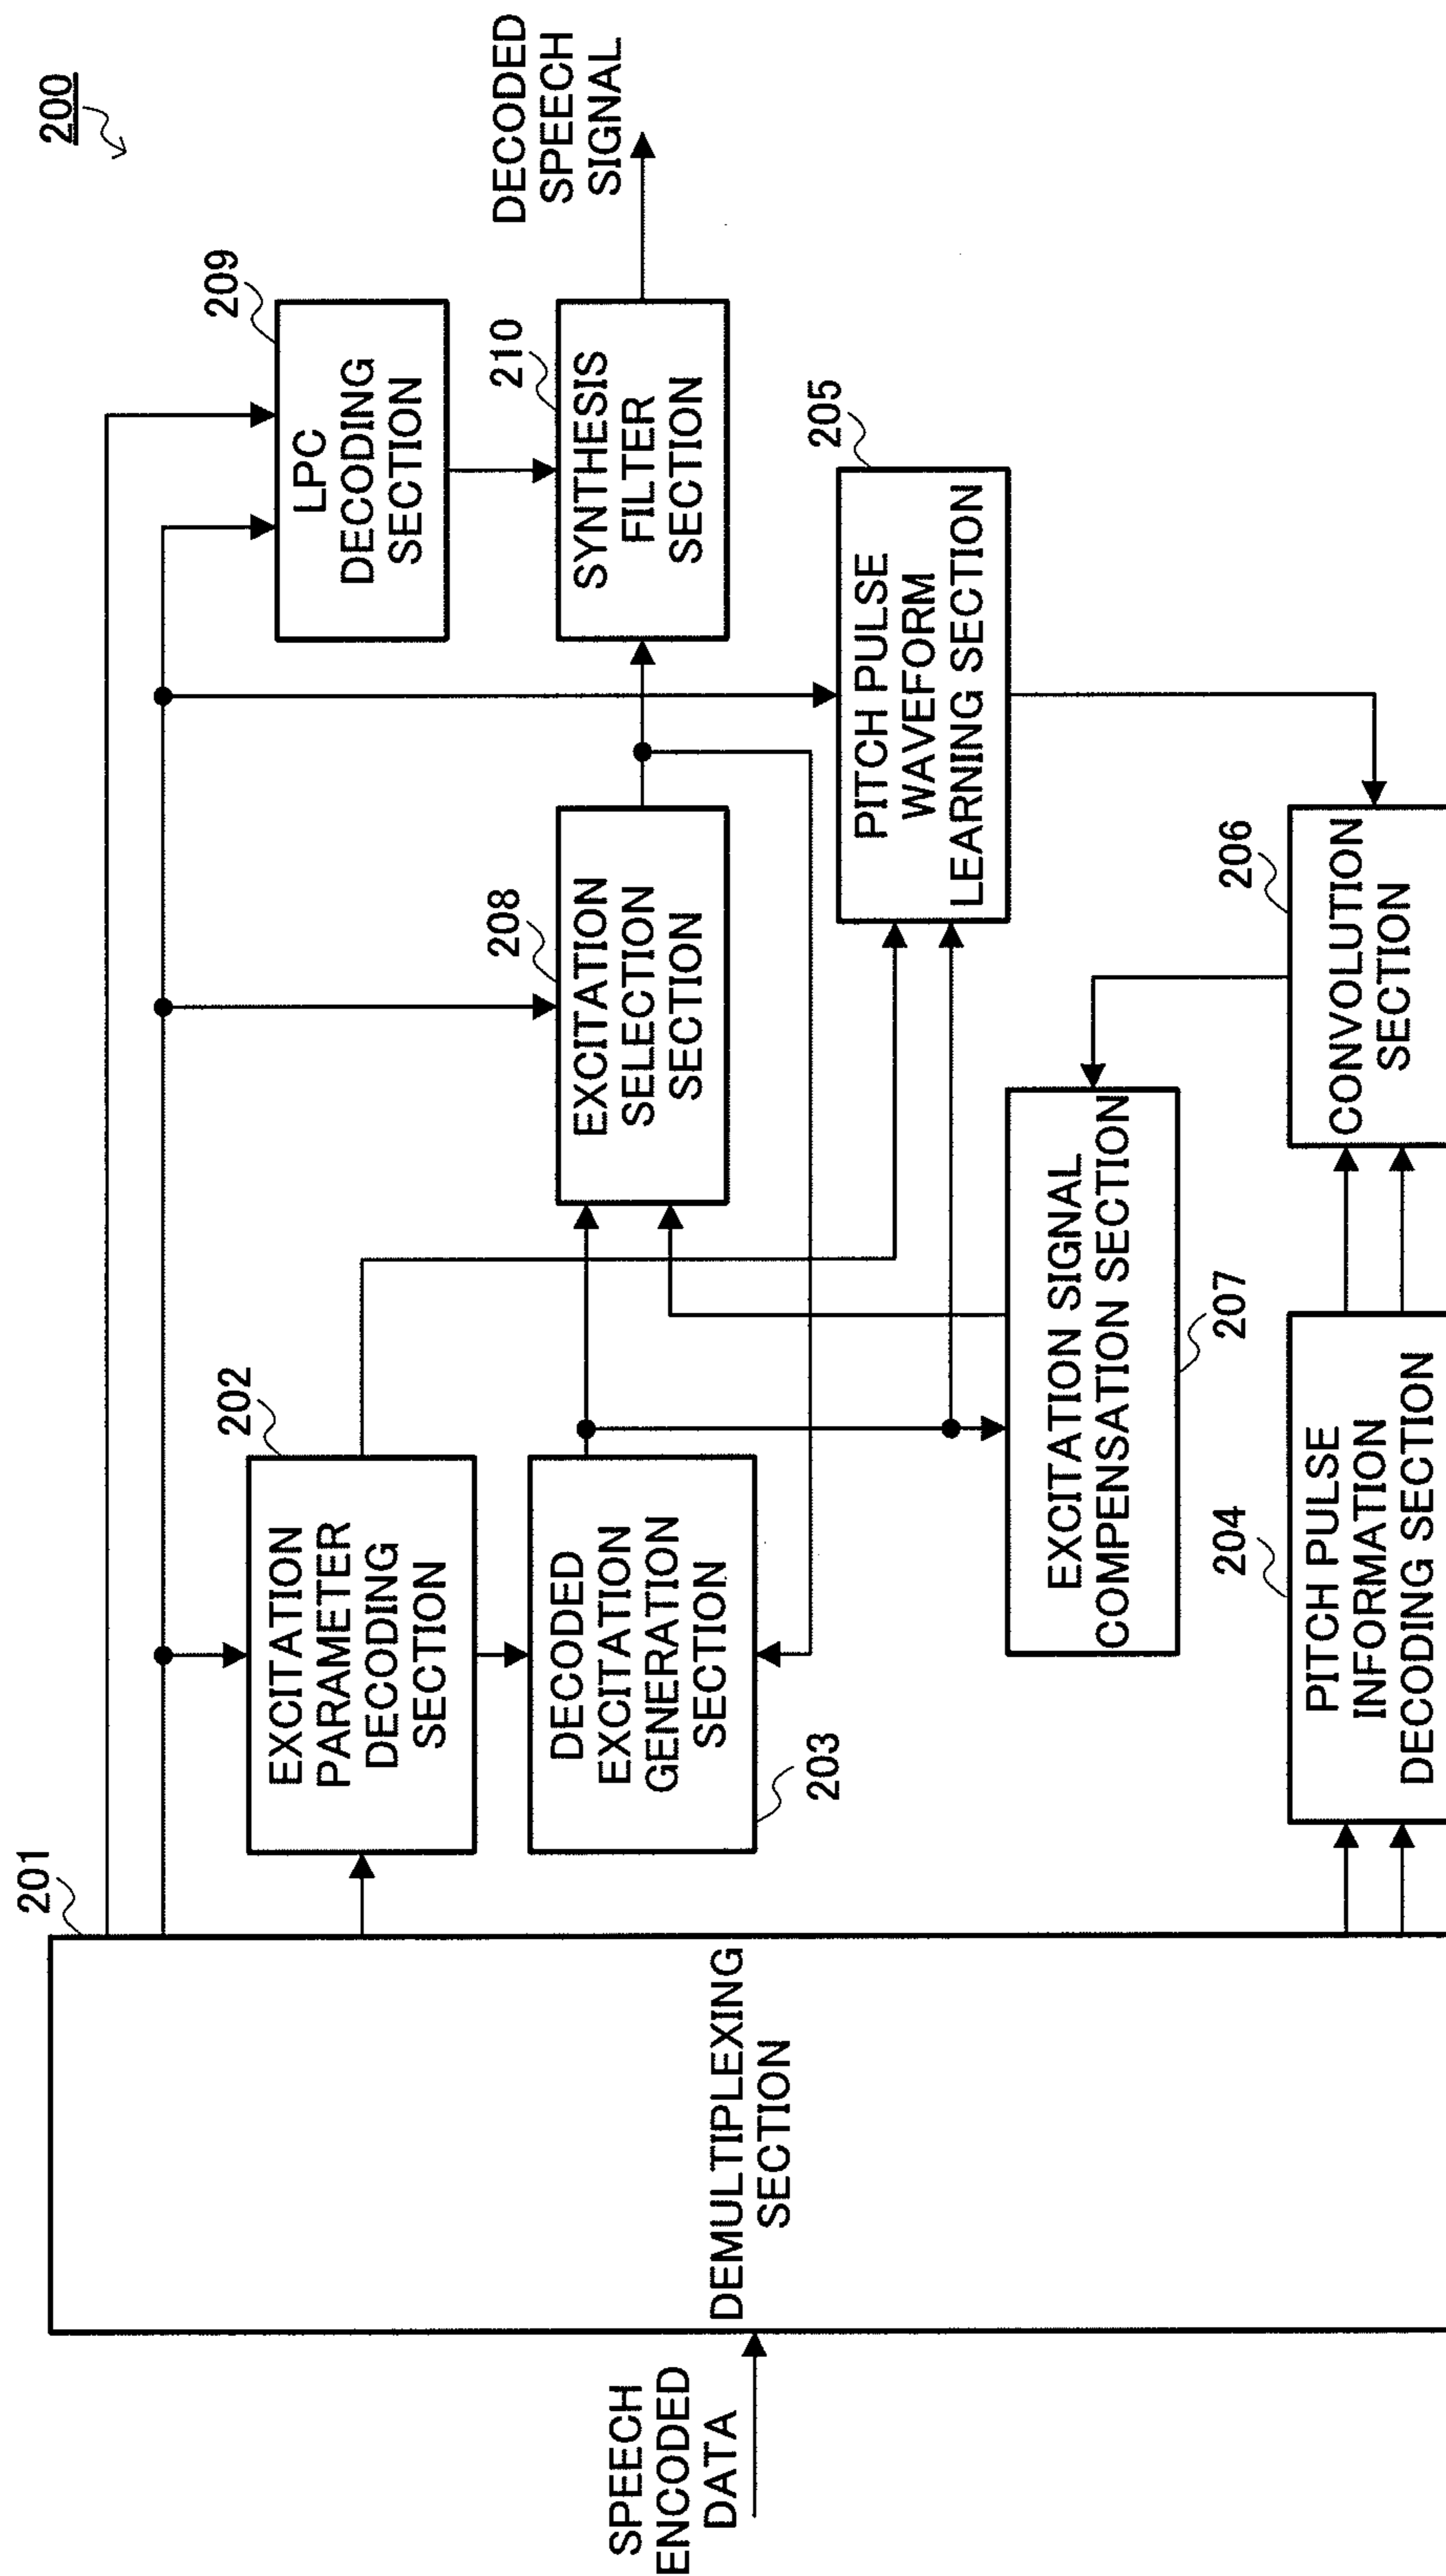 200
SPEECH
ENCODED
DATA
201
DEMULTIPLEXING
SECTION
202
EXCITATION
PARAMETER
DECODING
SECTION
DECODED
EXCITATION
GENERATION
SECTION
203
204
PITCH PULSE
INFORMATION
DECODING SECTION
EXCITATION SIGNAL
COMPENSATION SECTION
207
208
EXCITATION
SELECTION
SECTION
205
PITCH PULSE
WAVEFORM
LEARNING SECTION
206
CONVOLUTION
SECTION
209
LPC
DECODING
SECTION
210
SYNTHESIS
FILTER
SECTION
DECODED
SPEECH
SIGNAL